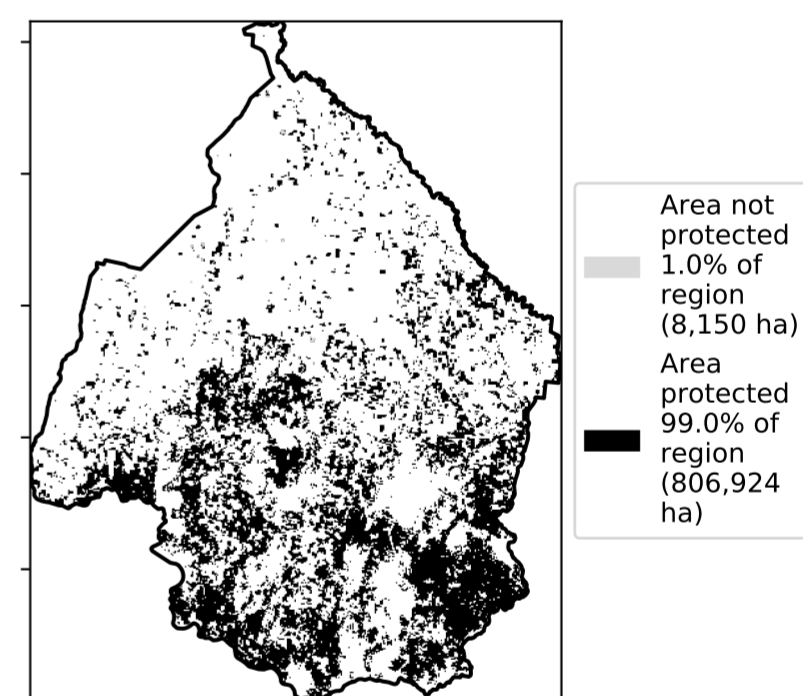 Area not
protected
1.0% of
region
(8,150 ha)
Area
protected
99.0% of
region
(806,924
ha)